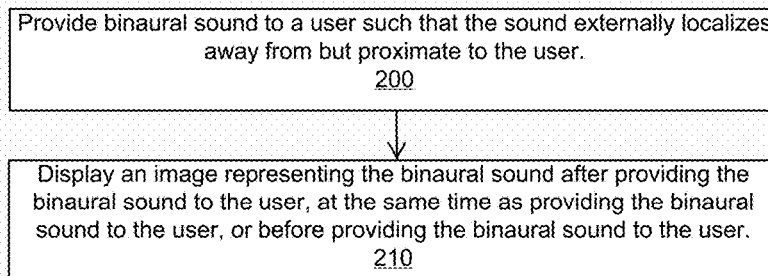 Provide binaural sound to a user such that the sound externally localizes
away from but proximate to the user.
200
Display an image representing the binaural sound after providing the
binaural sound to the user, at the same time as providing the binaural
sound to the user, or before providing the binaural sound to the user.
210